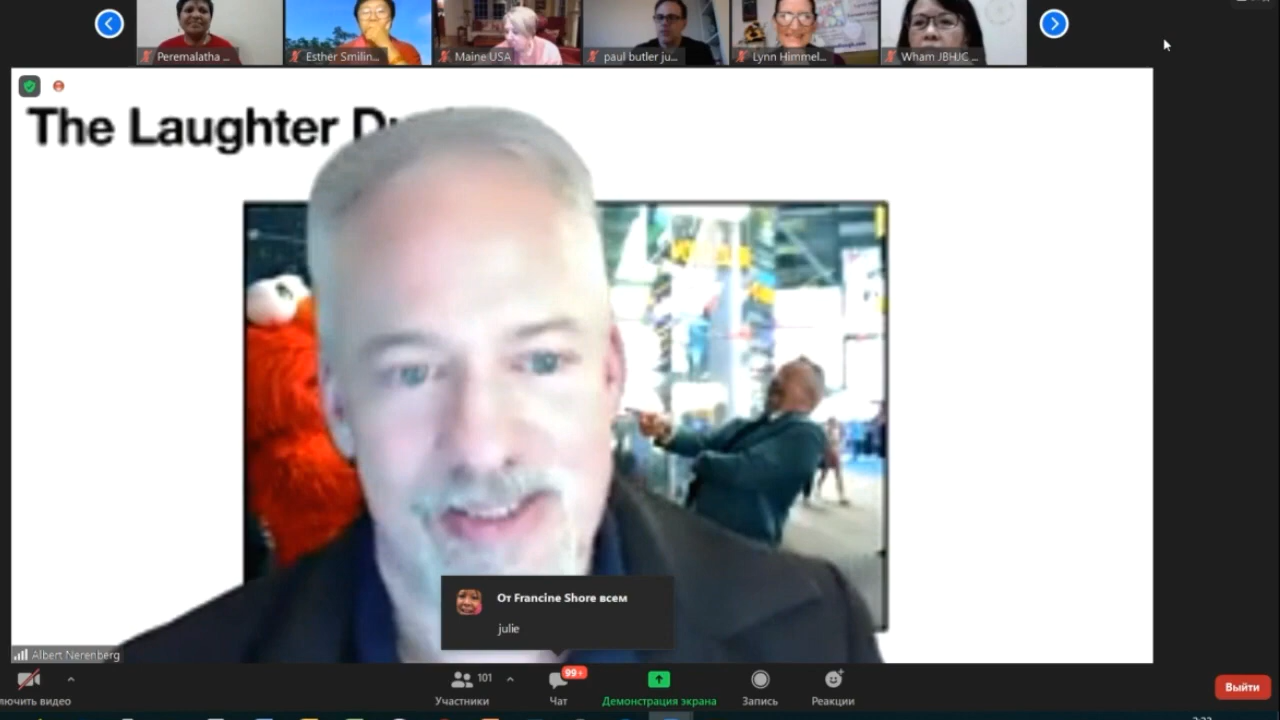 Peremalatha ...
Esther Smilin...
Maine USA
paul butler ju...
Lynn Himmel...
Wham JBHJC ...
The Laughter
Albert Nerenberg
От Francine Shore всем
julie
лючить видео
101
Участники
99+
Чат
Демонстрация экрана
Запись
Реакции
Выйти